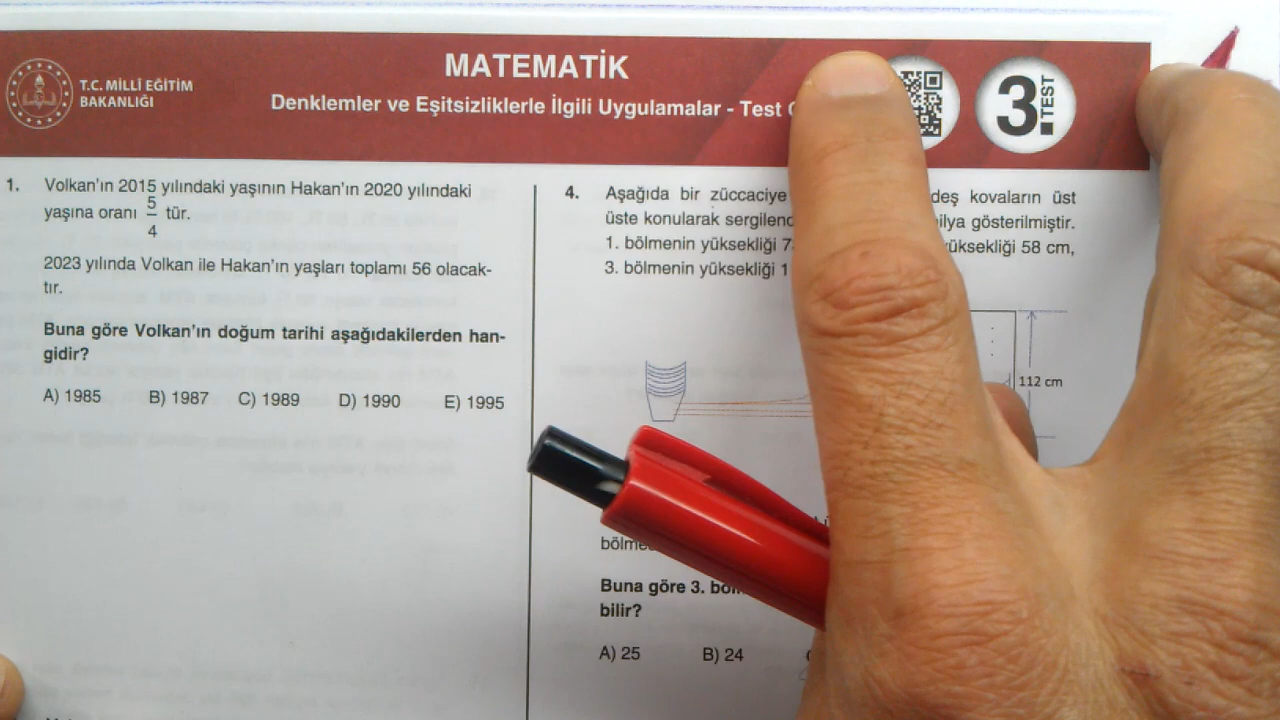 T.C. MİLLÎ EĞİTİM
BAKANLIĞI
MATEMATİK
Denklemler ve Eşitsizliklerle İlgili Uygulamalar - Test
3.
TEST
1. Volkan'ın 2015 yılındaki yaşının Hakan'ın 2020 yılındaki
yaşına oranı 5/4 tür.
2023 yılında Volkan ile Hakan'ın yaşları toplamı 56 olacak-
tır.
Buna göre Volkan'ın doğum tarihi aşağıdakilerden han-
gidir?
A) 1985 B) 1987 C) 1989 D) 1990 E) 1995
4. Aşağıda bir züccaciye deş kovaların üst
üste konularak gösterilmiştir.
1. bölmenin yüksekliği 58 cm,
3. bölmenin yüksekliği
112 cm
Buna göre 3.
bilir?
A) 25 B) 24